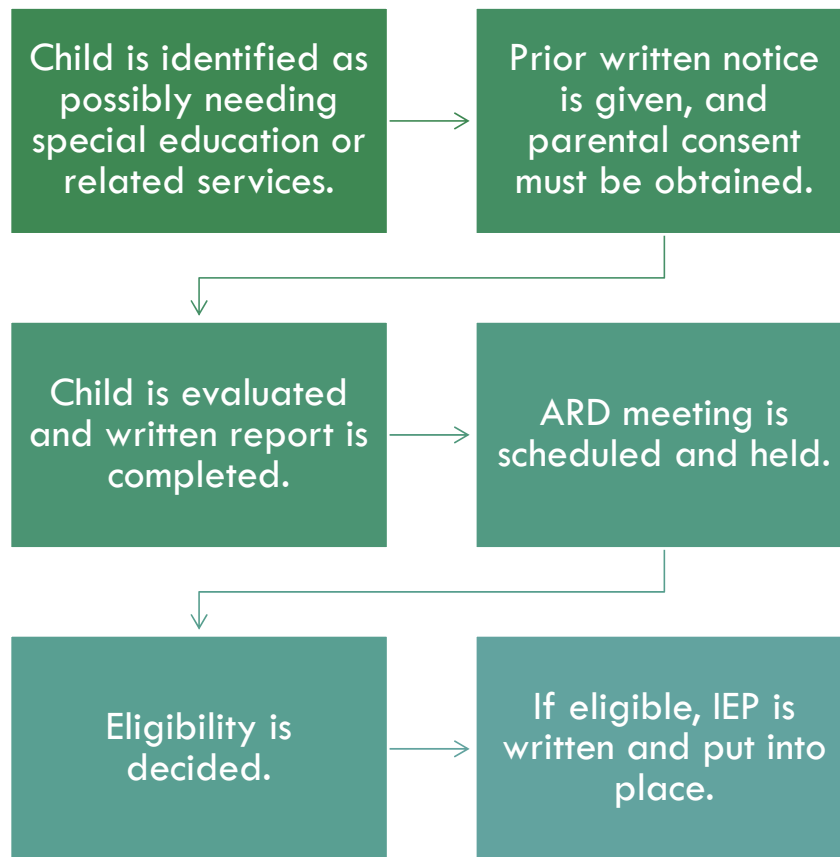 Child is identified as
possibly needing
special education or
related services.
Prior written notice
is given, and
parental consent
must be obtained.
Child is evaluated
and written report is
completed.
ARD meeting is
scheduled and held.
Eligibility is
decided.
If eligible, IEP is
written and put into
place.